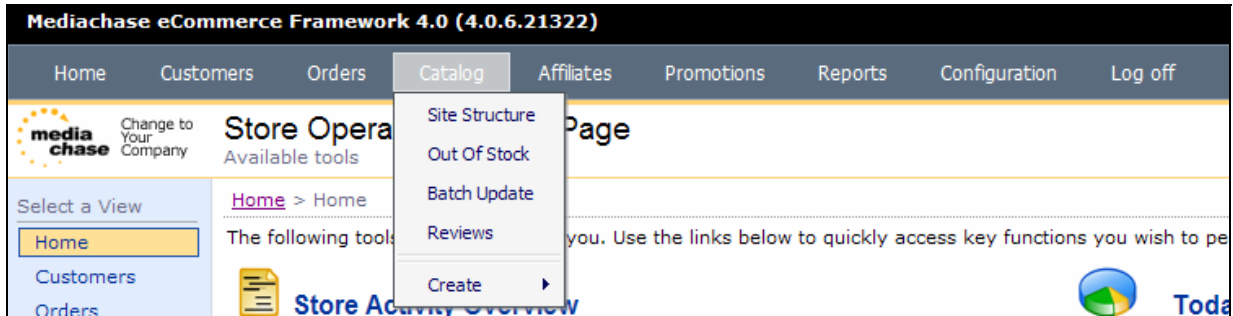 Mediachase eCommerce Framework 4.0 (4.0.6.21322)
Home Customers Orders Catalog Affiliates Promotions Reports Configuration Log off
media chase
Change to Your Company
Store Opera Page
Available tools
Site Structure
Out Of Stock
Batch Update
Reviews
Create
Select a View
Home
Customers
Orders
Home > Home
The following tools you. Use the links below to quickly access key functions you wish to pe
Store Activity Overview
Toda